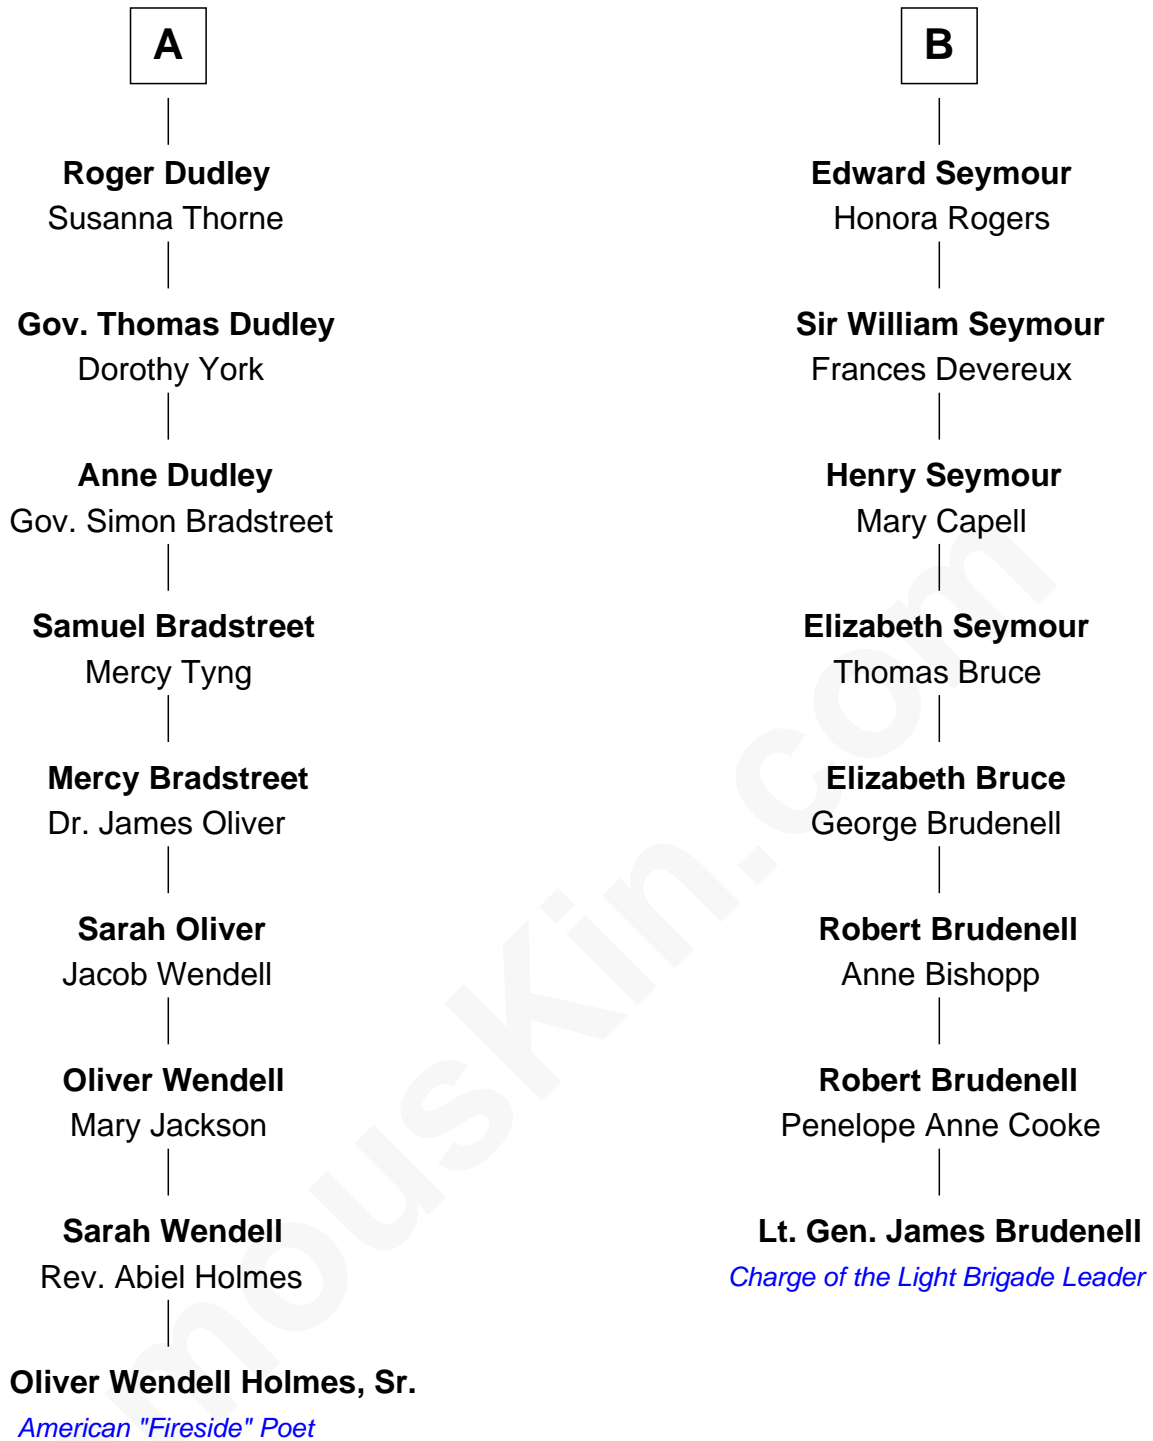 A
Roger Dudley
Susanna Thorne
Gov. Thomas Dudley
Dorothy York
Anne Dudley
Gov. Simon Bradstreet
Samuel Bradstreet
Mercy Tyng
Mercy Bradstreet
Dr. James Oliver
Sarah Oliver
Jacob Wendell
Oliver Wendell
Mary Jackson
Sarah Wendell
Rev. Abiel Holmes
Oliver Wendell Holmes, Sr.
American "Fireside" Poet
B
Edward Seymour
Honora Rogers
Sir William Seymour
Frances Devereux
Henry Seymour
Mary Capell
Elizabeth Seymour
Thomas Bruce
Elizabeth Bruce
George Brudenell
Robert Brudenell
Anne Bishopp
Robert Brudenell
Penelope Anne Cooke
Lt. Gen. James Brudenell
Charge of the Light Brigade Leader
mousKin.com